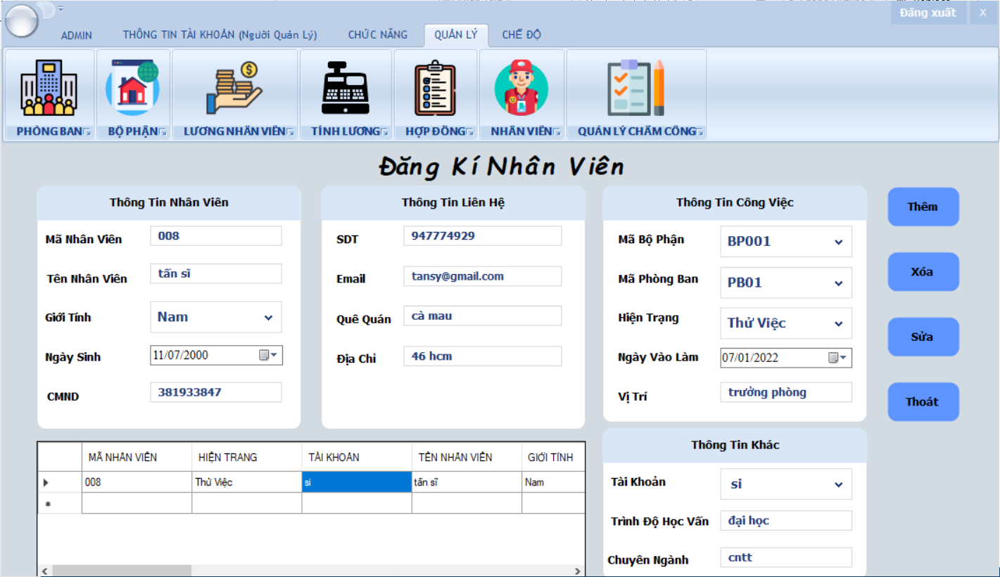 Đăng xuất X
ADMIN THÔNG TIN TÀI KHOẢN (Người Quản Lý) CHỨC NĂNG QUẢN LÝ CHẾ ĐỘ
PHÒNG BAN BỘ PHẬN LƯƠNG NHÂN VIÊN TÍNH LƯƠNG HỢP ĐỒNG NHÂN VIÊN QUẢN LÝ CHẤM CÔNG
Đăng Kí Nhân Viên
Thông Tin Nhân Viên
Mã Nhân Viên 008
Tên Nhân Viên tấn sĩ
Giới Tính Nam
Ngày Sinh 11/07/2000
CMND 381933847
Thông Tin Liên Hệ
SDT 947774929
Email tansy@gmail.com
Quê Quán cà mau
Địa Chỉ 46 hcm
Thông Tin Công Việc
Mã Bộ Phận BP001
Mã Phòng Ban PB01
Hiện Trạng Thử Việc
Ngày Vào Làm 07/01/2022
Vị Trí trưởng phòng
Thêm
Xóa
Sửa
Thoát
MÃ NHÂN VIÊN HIỆN TRANG TÀI KHOẢN TÊN NHÂN VIÊN GIỚI TÍNH
008 Thử Việc si tấn sĩ Nam
Thông Tin Khác
Tài Khoản si
Trình Độ Học Vấn đại học
Chuyên Ngành cntt